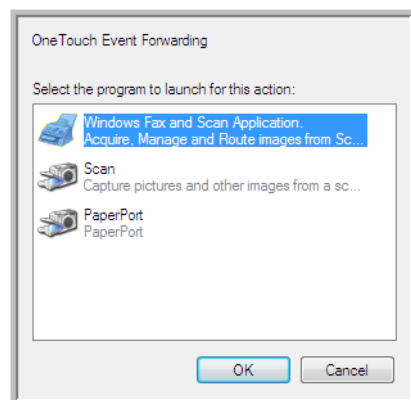 OneTouch Event Forwarding
Select the program to launch for this action:
Windows Fax and Scan Application.
Acquire, Manage and Route images from Sc...
Scan
Capture pictures and other images from a sc...
PaperPort
PaperPort
OK
Cancel